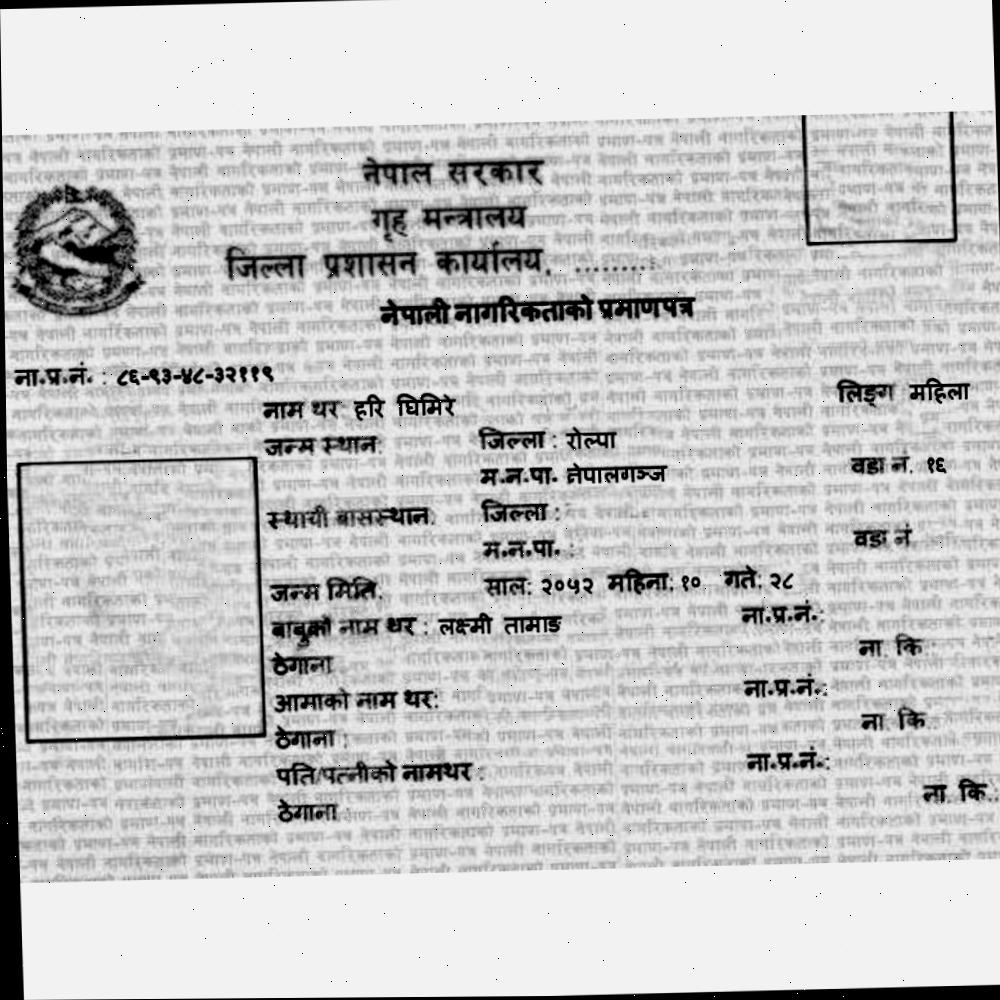 नेपाल सरकार
गृह मन्त्रालय
जिल्ला प्रशासन कार्यालय, ..........
नेपाली नागरिकताको प्रमाणपत्र
ना.प्र.नं. : ८६-९३-४८-३२११९
लिङ्ग महिला
नाम थर हरि घिमिरे
जन्म स्थान: जिल्ला : रोल्पा
म.न.पा. नेपालगञ्ज वडा नं. १६
स्थायी बासस्थान: जिल्ला :
म.न.पा. : वडा नं
जन्म मिति: साल: २०५२ महिना: १० गते: २८
बाबुको नाम थर : लक्ष्मी तामाङ ना.प्र.नं.:
ठेगाना ना कि :
आमाको नाम थर: ना.प्र.नं.:
ठेगाना : ना कि :
पति/पत्नीको नामथर : ना.प्र.नं.:
ठेगाना ना कि :